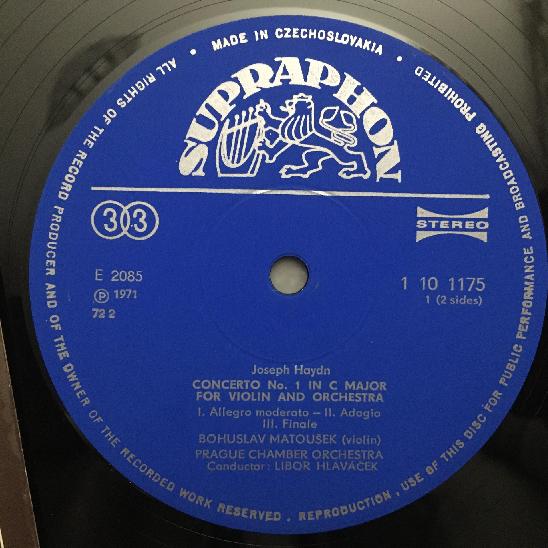 MADE IN CZECHOSLOVAKIA • ALL RIGHTS OF THE RECORD PRODUCER AND OF THE OWNER OF THE RECORDED WORK RESERVED . REPRODUCTION , USE OF THIS DISC FOR PUBLIC PERFORMANCE AND BROADCASTING PROHIBITED •
SUPRAPHON
33
STEREO
E 2085
1 10 1175
Ⓟ 1971
1 (2 sides)
72 2
Joseph Haydn
CONCERTO No. 1 IN C MAJOR
FOR VIOLIN AND ORCHESTRA
I. Allegro moderato – II. Adagio
III. Finale
BOHUSLAV MATOUŠEK (violin)
PRAGUE CHAMBER ORCHESTRA
Conductor: LIBOR HLAVÁČEK